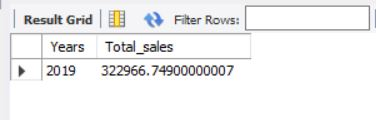 Result Grid Filter Rows:
Years Total_sales
2019 322966.74900000007